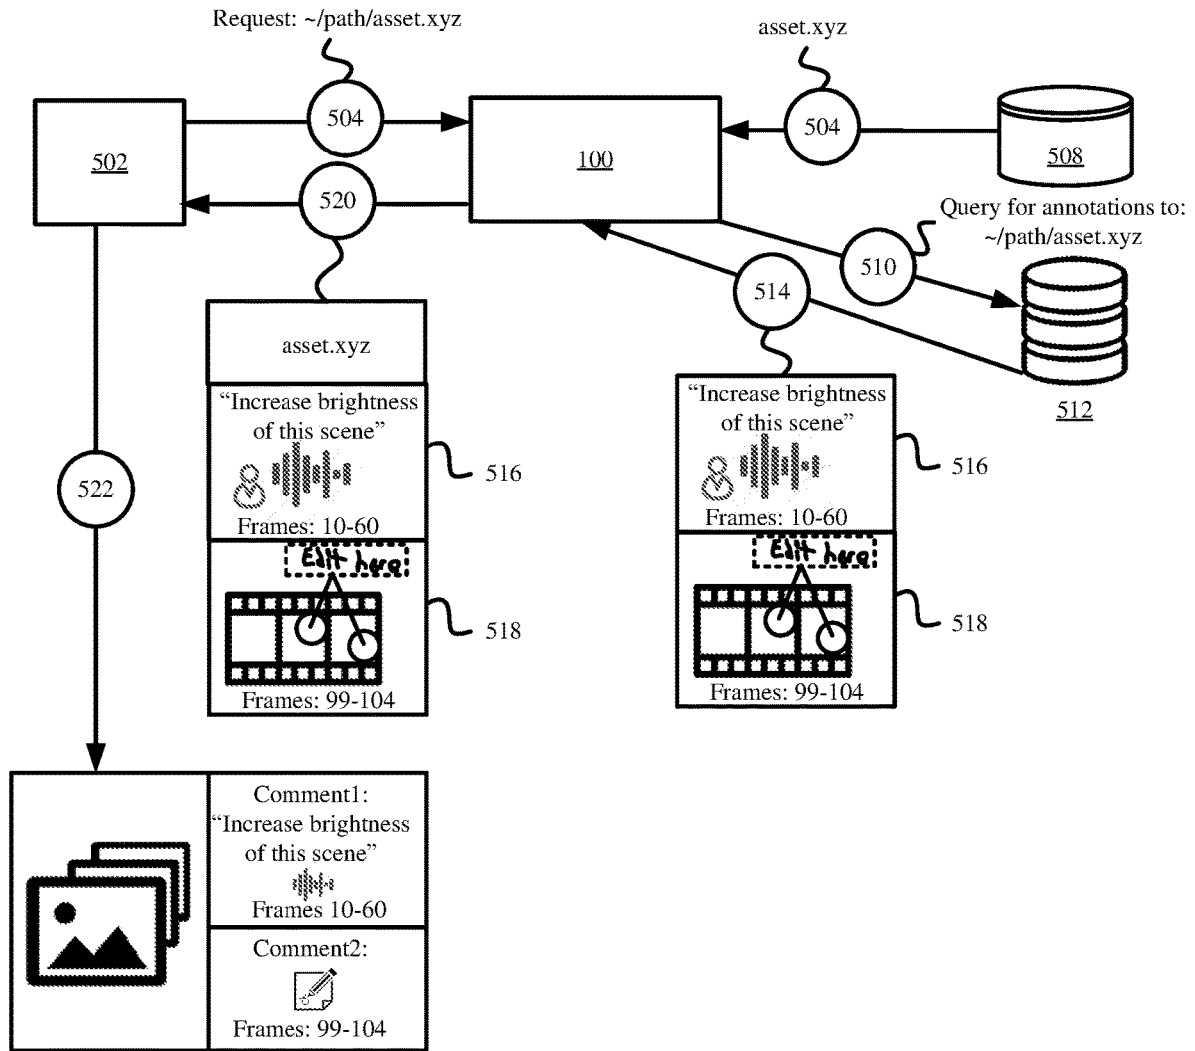 Request: ~/path/asset.xyz
asset.xyz
504
504
502
100
508
520
Query for annotations to:
~/path/asset.xyz
510
514
512
asset.xyz
“Increase brightness
of this scene”
516
Frames: 10-60
Edit here
518
Frames: 99-104
“Increase brightness
of this scene”
516
Frames: 10-60
Edit here
518
Frames: 99-104
522
Comment1:
“Increase brightness
of this scene”
Frames 10-60
Comment2:
Frames: 99-104